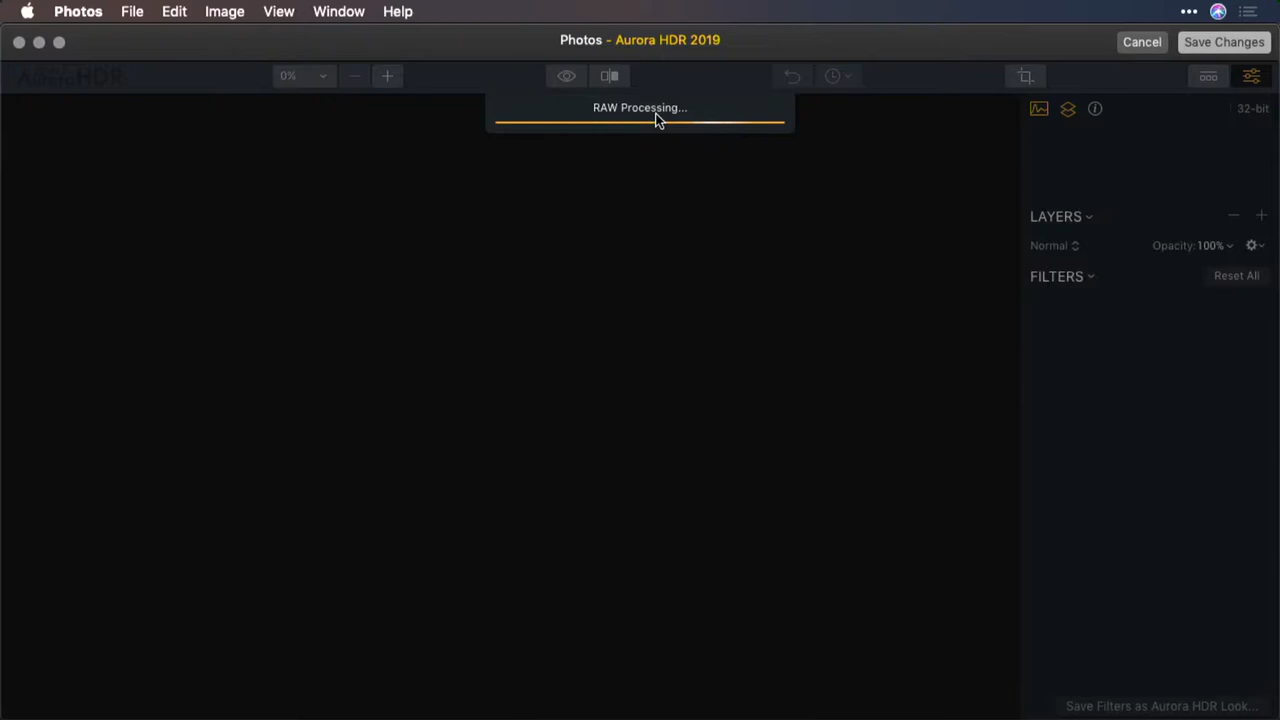 Photos File Edit Image View Window Help
Photos - Aurora HDR 2019
Cancel Save Changes
0%
RAW Processing...
32-bit
LAYERS
Normal Opacity: 100%
FILTERS Reset All
Save Filters as Aurora HDR Look...